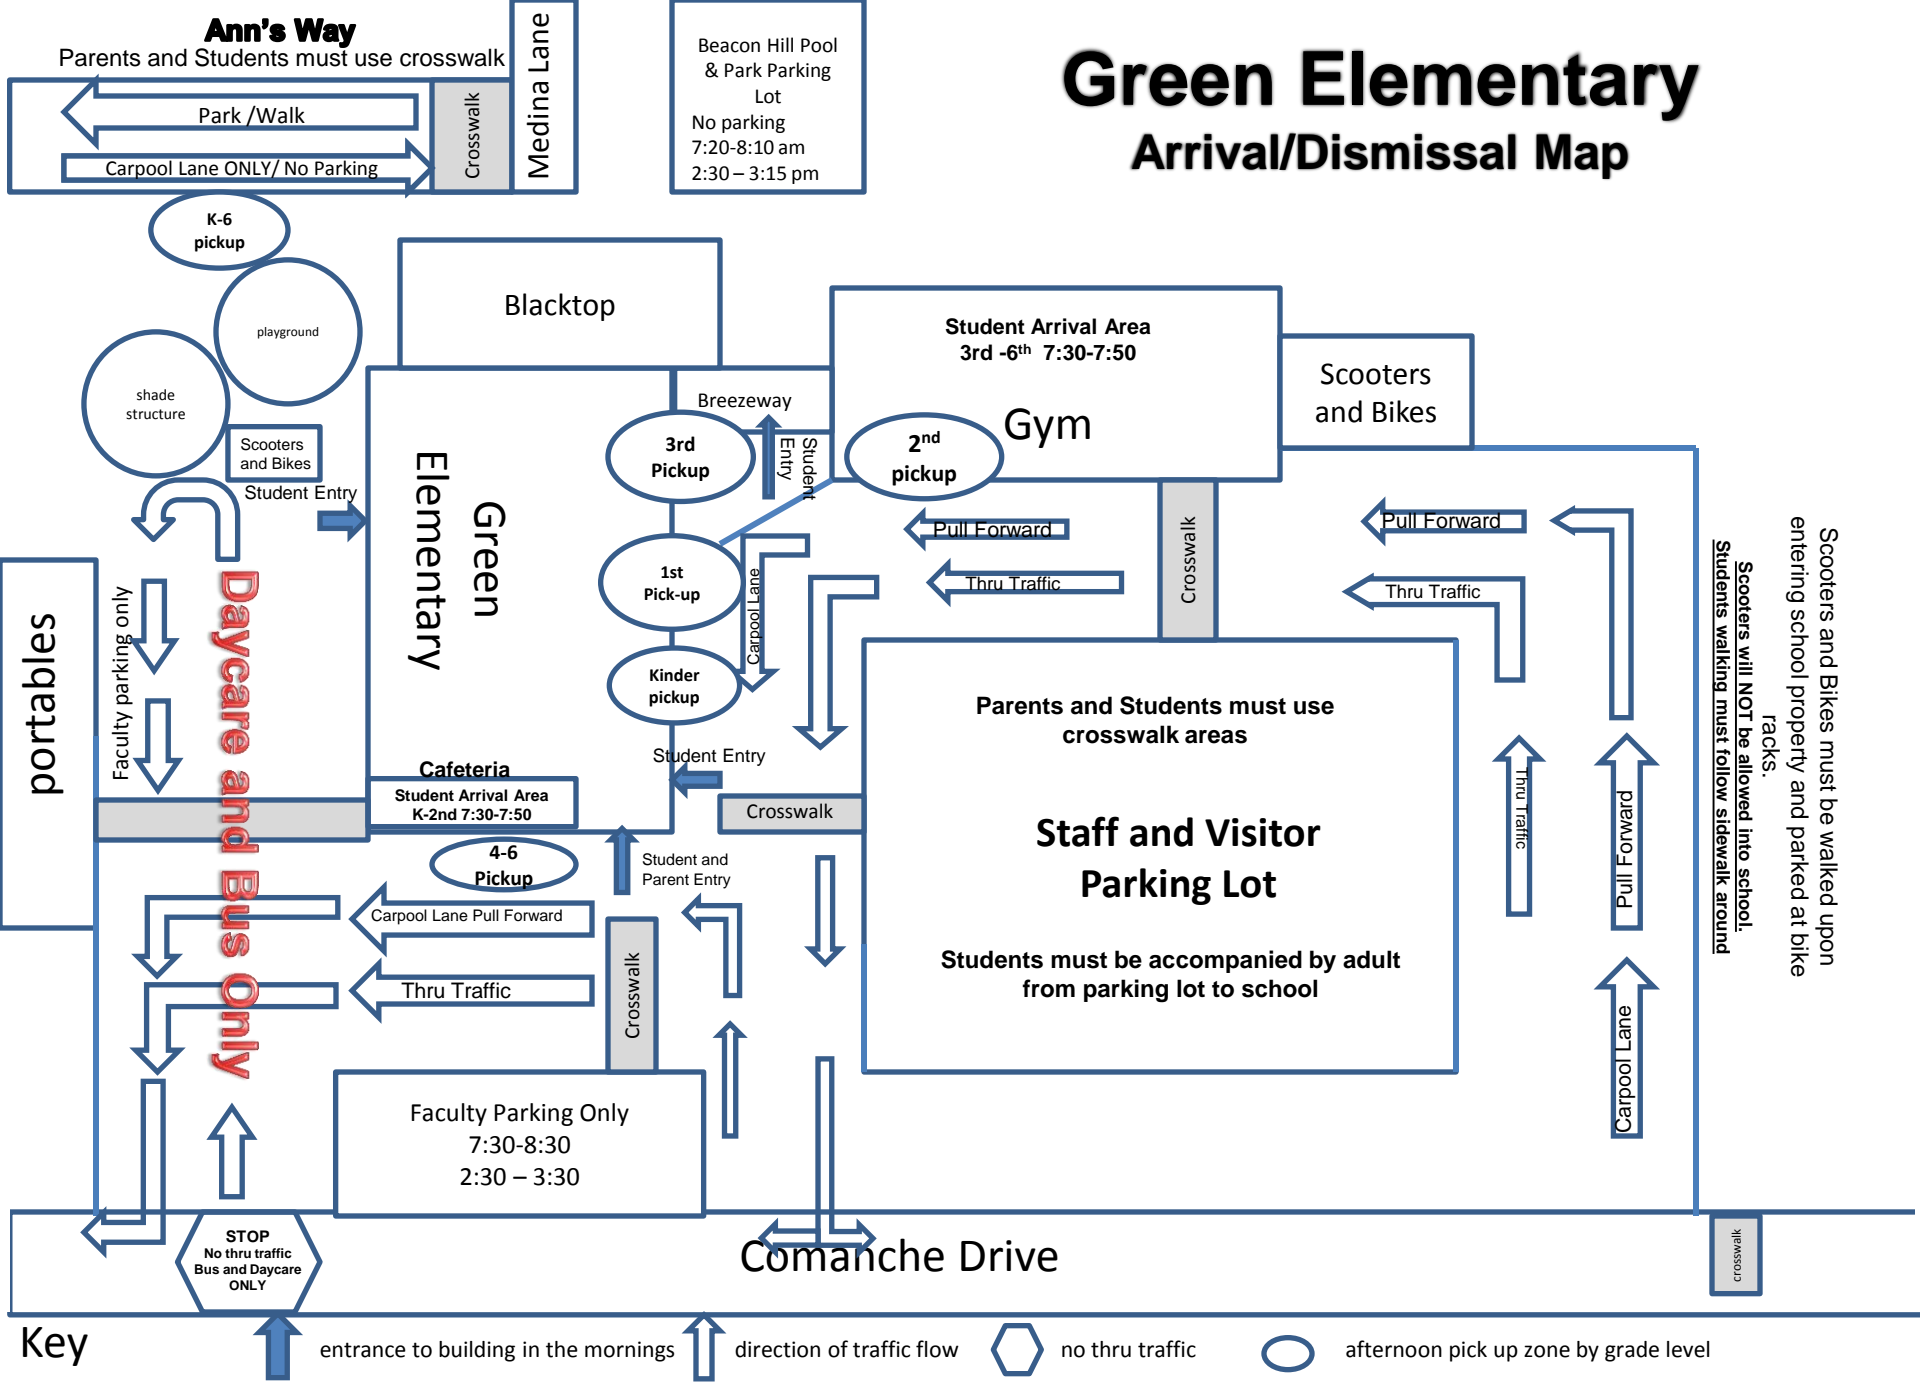 Ann's Way
Parents and Students must use crosswalk
Park /Walk
Carpool Lane ONLY/ No Parking
Crosswalk
Medina Lane
Beacon Hill Pool
& Park Parking
Lot
No parking
7:20-8:10 am
2:30 – 3:15 pm
Green Elementary
Arrival/Dismissal Map
K-6
pickup
playground
shade
structure
Scooters
and Bikes
Student Entry
Blacktop
Green
Elementary
Breezeway
3rd
Pickup
Student
Entry
2nd
pickup
Student Arrival Area
3rd -6th 7:30-7:50
Gym
Scooters
and Bikes
1st
Pick-up
Carpool Lane
Kinder
pickup
Pull Forward
Thru Traffic
Crosswalk
Pull Forward
Thru Traffic
Thru Traffic
Pull Forward
Carpool Lane
Scooters and Bikes must be walked upon
entering school property and parked at bike
racks.
Scooters will NOT be allowed into school.
Students walking must follow sidewalk around
portables
Faculty parking only
Daycare and Bus Only
Cafeteria
Student Arrival Area
K-2nd 7:30-7:50
Student Entry
Crosswalk
4-6
Pickup
Student and
Parent Entry
Carpool Lane Pull Forward
Thru Traffic
Crosswalk
Parents and Students must use
crosswalk areas
Staff and Visitor
Parking Lot
Students must be accompanied by adult
from parking lot to school
Faculty Parking Only
7:30-8:30
2:30 – 3:30
STOP
No thru traffic
Bus and Daycare
ONLY
Comanche Drive
crosswalk
Key
entrance to building in the mornings
direction of traffic flow
no thru traffic
afternoon pick up zone by grade level